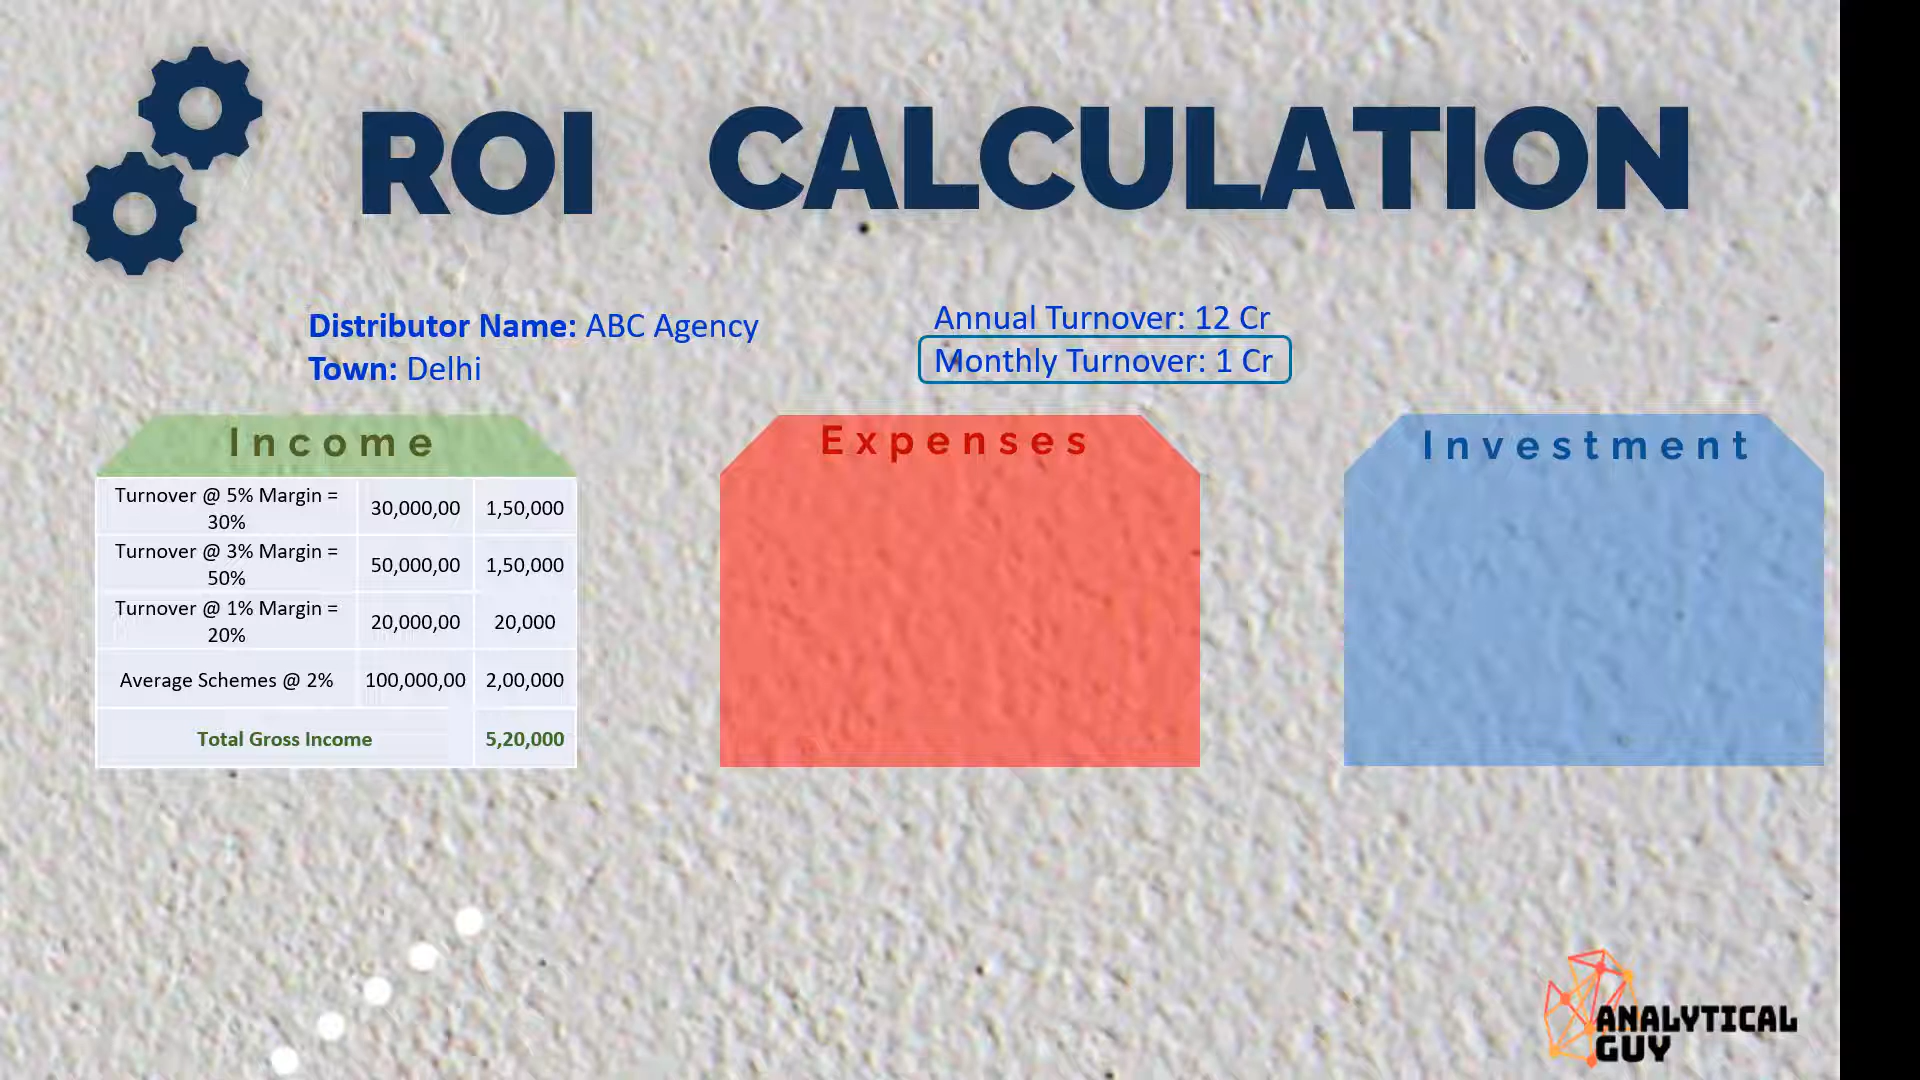 ROI CALCULATION
Distributor Name: ABC Agency
Town: Delhi
Annual Turnover: 12 Cr
Monthly Turnover: 1 Cr
Income
Turnover @ 5% Margin =
30%
30,000,00
1,50,000
Turnover @ 3% Margin =
50%
50,000,00
1,50,000
Turnover @ 1% Margin =
20%
20,000,00
20,000
Average Schemes @ 2%
100,000,00
2,00,000
Total Gross Income
5,20,000
Expenses
Investment
ANALYTICAL
GUY